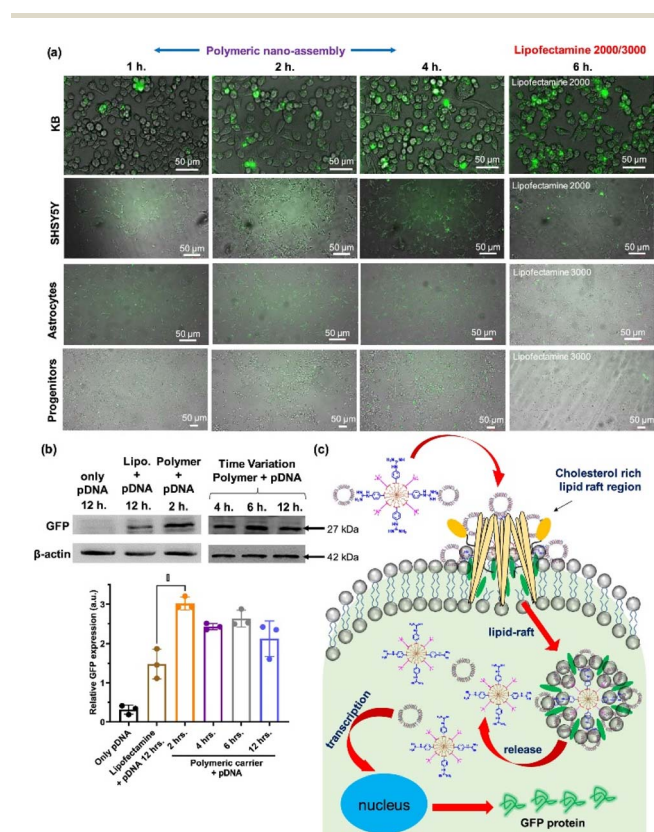 (a)
Polymeric nano-assembly
Lipofectamine 2000/3000
1 h.
2 h.
4 h.
6 h.
KB
50 µm
50 µm
50 µm
Lipofectamine 2000
50 µm
SHSY5Y
50 µm
50 µm
50 µm
Lipofectamine 2000
50 µm
Astrocytes
50 µm
50 µm
50 µm
Lipofectamine 3000
50 µm
Progenitors
50 µm
50 µm
50 µm
Lipofectamine 3000
50 µm
(b)
only pDNA
12 h.
Lipo. + pDNA
12 h.
Polymer + pDNA
2 h.
Time Variation
Polymer + pDNA
4 h. 6 h. 12 h.
GFP
27 kDa
β-actin
42 kDa
Relative GFP expression (a.u.)
4
3
2
1
0
Only pDNA
Lipofectamine + pDNA 12 hrs.
2 hrs.
4 hrs.
6 hrs.
12 hrs.
Polymeric carrier
+ pDNA
(c)
Cholesterol rich
lipid raft region
lipid-raft
release
transcription
nucleus
GFP protein